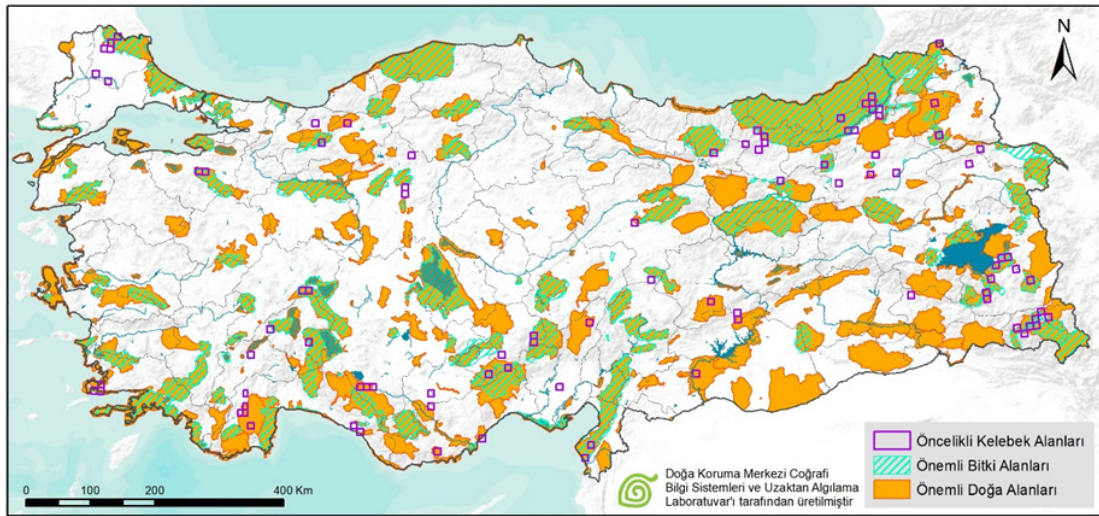 N
Öncelikli Kelebek Alanları
Önemli Bitki Alanları
Önemli Doğa Alanları
Doğa Koruma Merkezi Coğrafi
Bilgi Sistemleri ve Uzaktan Algılama
Laboratuvar'ı tarafından üretilmiştir
0 100 200 400 Km